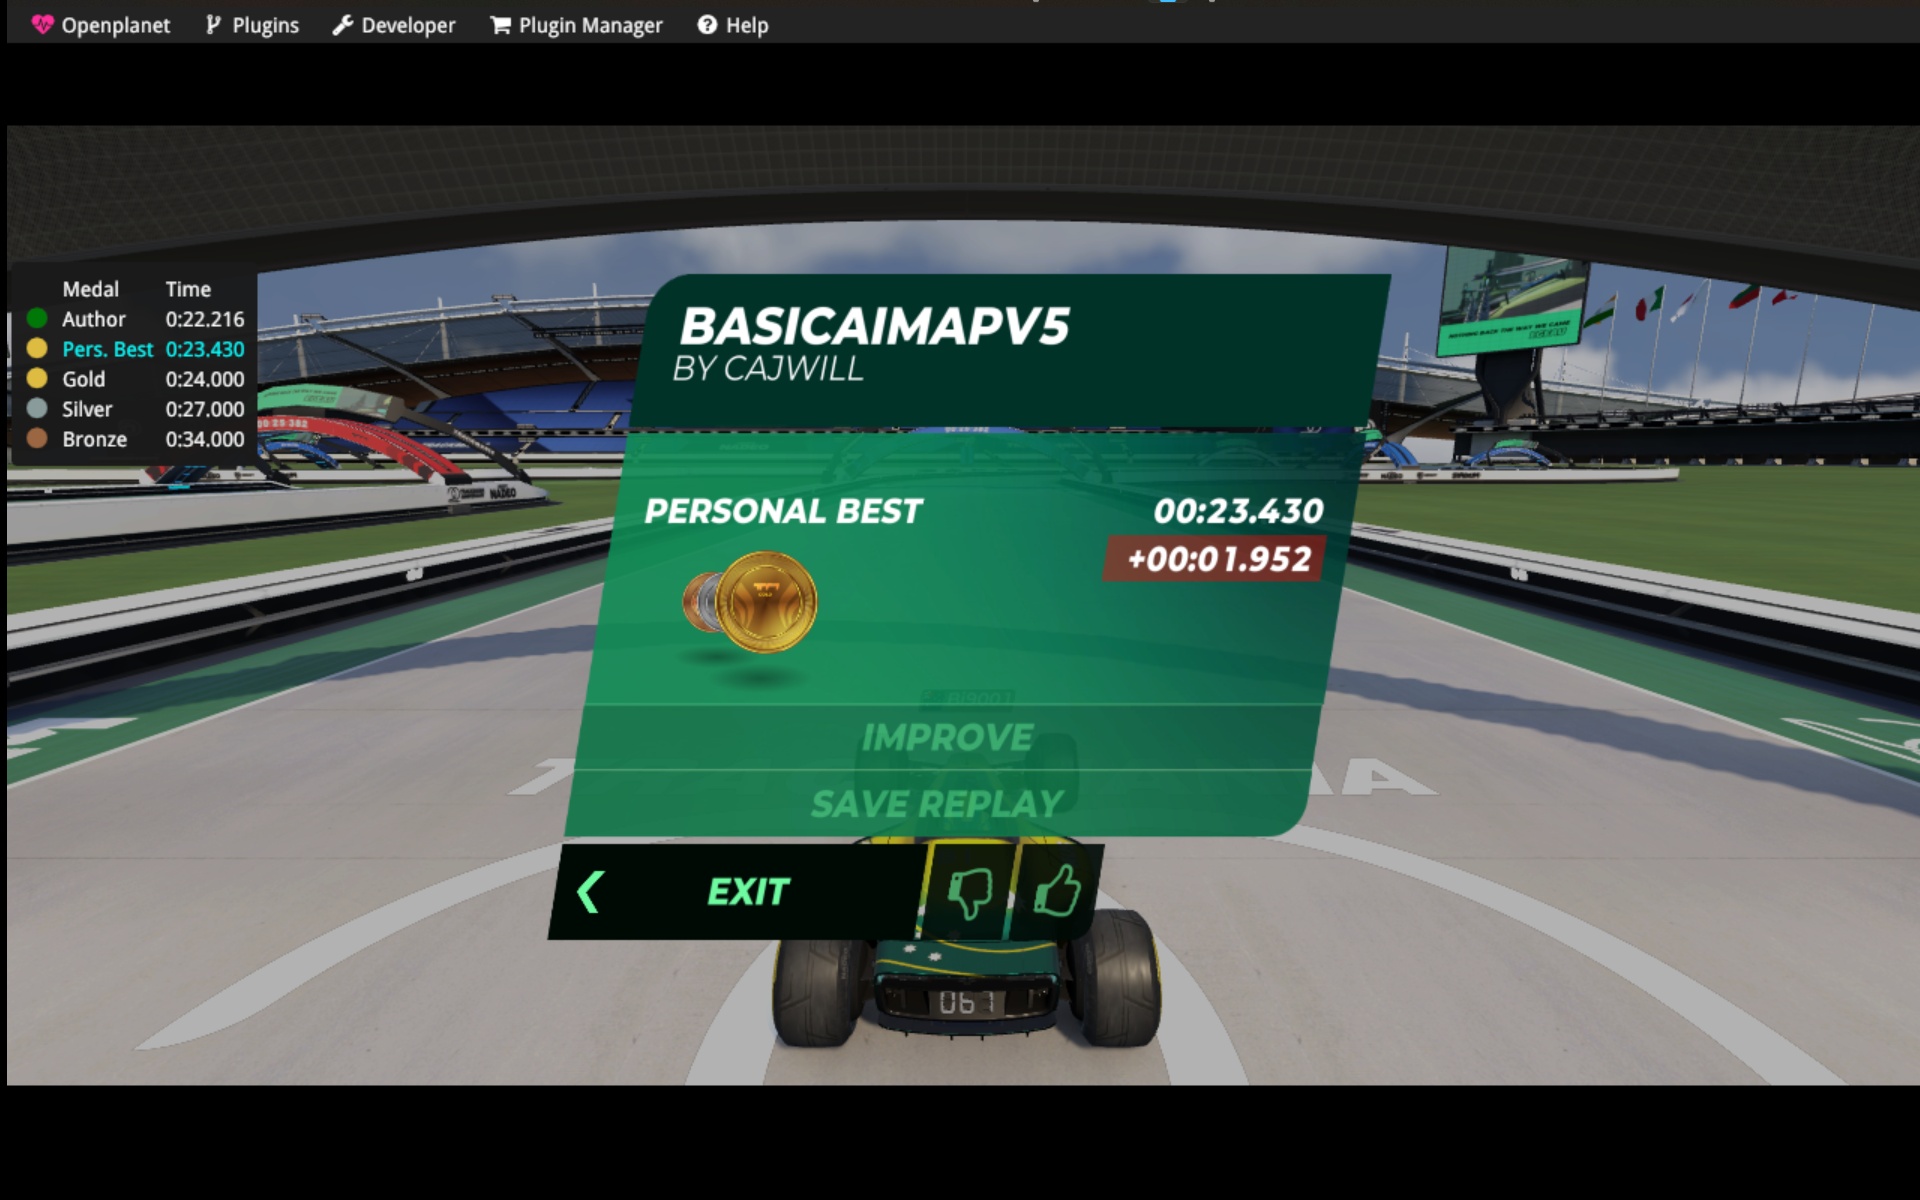 Openplanet Plugins Developer Plugin Manager Help
Medal Time
Author 0:22.216
Pers. Best 0:23.430
Gold 0:24.000
Silver 0:27.000
Bronze 0:34.000
BASICAIMAPV5
BY CAJWILL
PERSONAL BEST 00:23.430
+00:01.952
IMPROVE
SAVE REPLAY
EXIT
NADEO